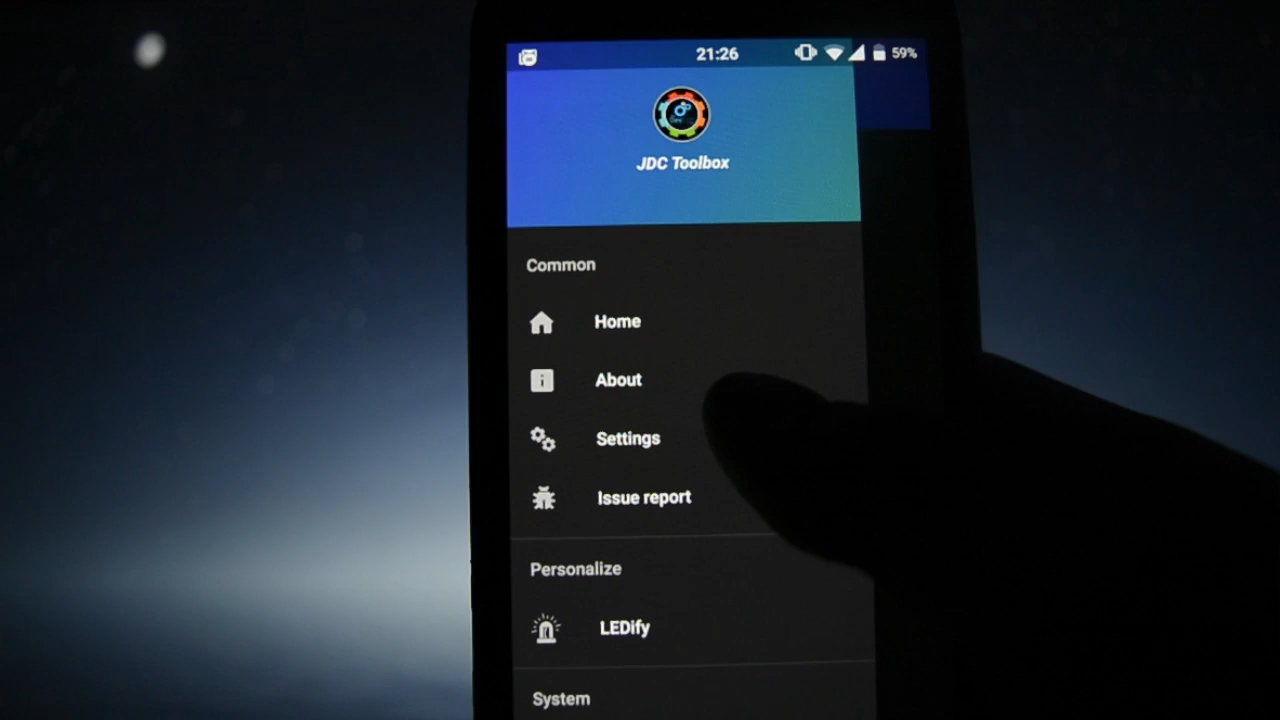 21:26
59%
JDC Toolbox
Common
Home
About
Settings
Issue report
Personalize
LEDify
System